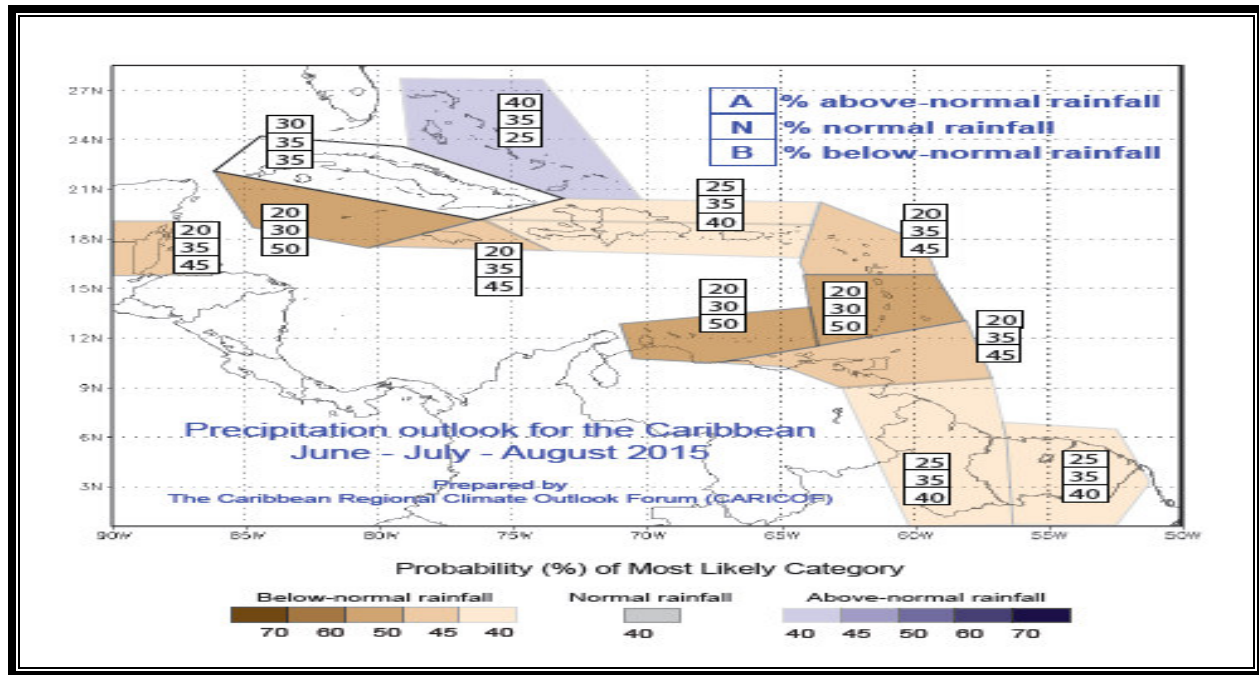 27N
24N
21N
18N
15N
12N
9N
6N
3N
90W 85W 80W 75W 70W 65W 60W 55W 50W
A % above-normal rainfall
N % normal rainfall
B % below-normal rainfall
40
35
25
30
35
35
25
35
40
20
30
50
20
35
45
20
35
45
20
35
45
20
30
50
20
30
50
20
35
45
25
35
40
25
35
40
Precipitation outlook for the Caribbean
June - July - August 2015
Prepared by
The Caribbean Regional Climate Outlook Forum (CARICOF)
Probability (%) of Most Likely Category
Below-normal rainfall Normal rainfall Above-normal rainfall
70 60 50 45 40 40 40 45 50 60 70